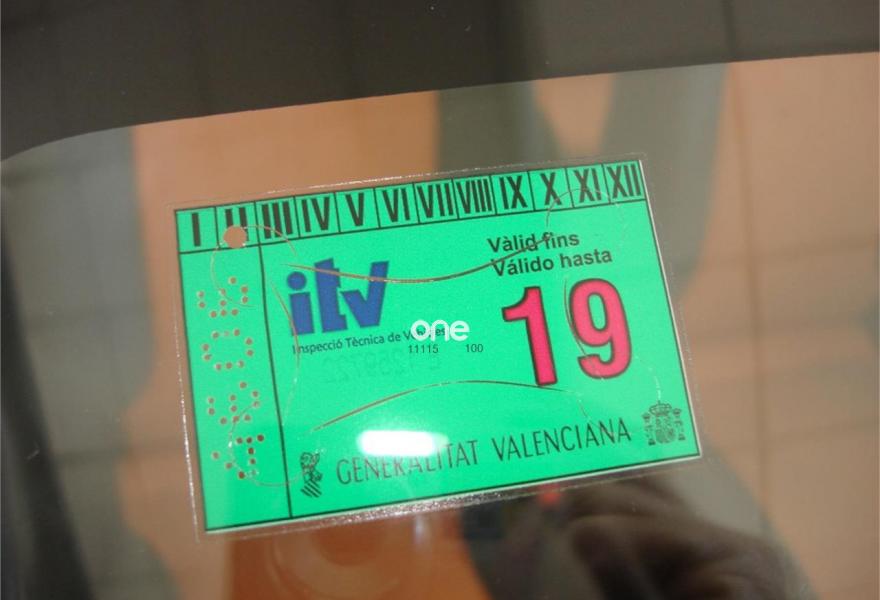 I II III IV V VI VII VIII IX X XI XII
Vàlid fins
Válido hasta
itv
19
Inspecció Tècnica de Vehicles
one
11115 100
GENERALITAT VALENCIANA